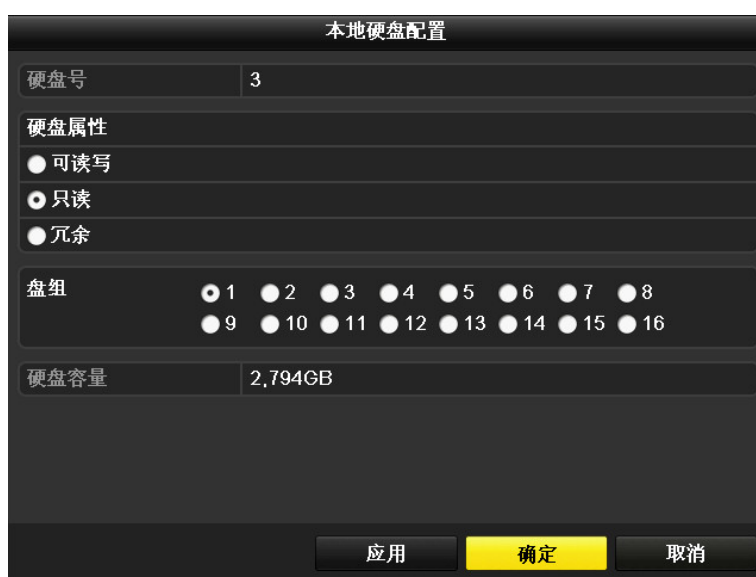 本地硬盘配置
硬盘号 3
硬盘属性
可读写
只读
冗余
盘组 1 2 3 4 5 6 7 8
9 10 11 12 13 14 15 16
硬盘容量 2,794GB
应用 确定 取消